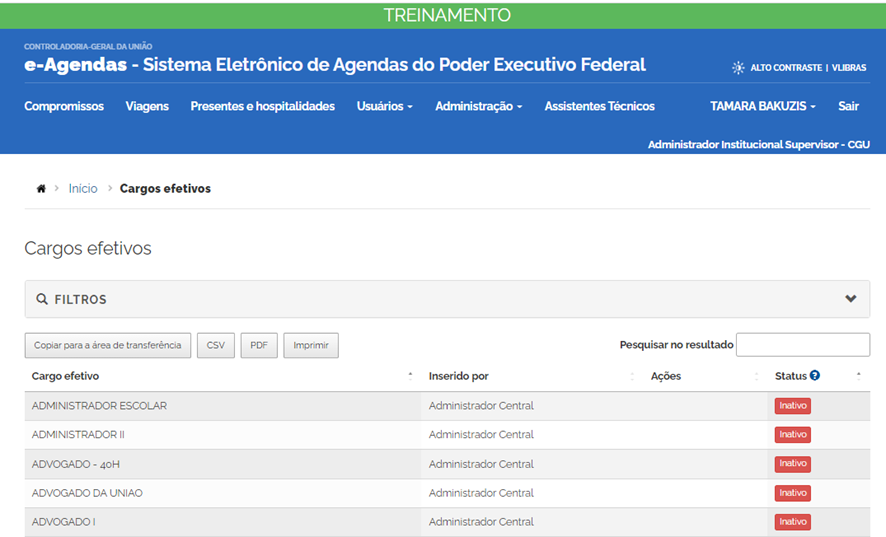 TREINAMENTO
CONTROLADORIA-GERAL DA UNIÃO
e-Agendas - Sistema Eletrônico de Agendas do Poder Executivo Federal
ALTO CONTRASTE | VLIBRAS
Compromissos Viagens Presentes e hospitalidades Usuários Administração Assistentes Técnicos TAMARA BAKUZIS Sair
Administrador Institucional Supervisor - CGU
Início Cargos efetivos
Cargos efetivos
FILTROS
Copiar para a área de transferência CSV PDF Imprimir Pesquisar no resultado
Cargo efetivo Inserido por Ações Status ?
ADMINISTRADOR ESCOLAR Administrador Central Inativo
ADMINISTRADOR II Administrador Central Inativo
ADVOGADO - 40H Administrador Central Inativo
ADVOGADO DA UNIAO Administrador Central Inativo
ADVOGADO I Administrador Central Inativo